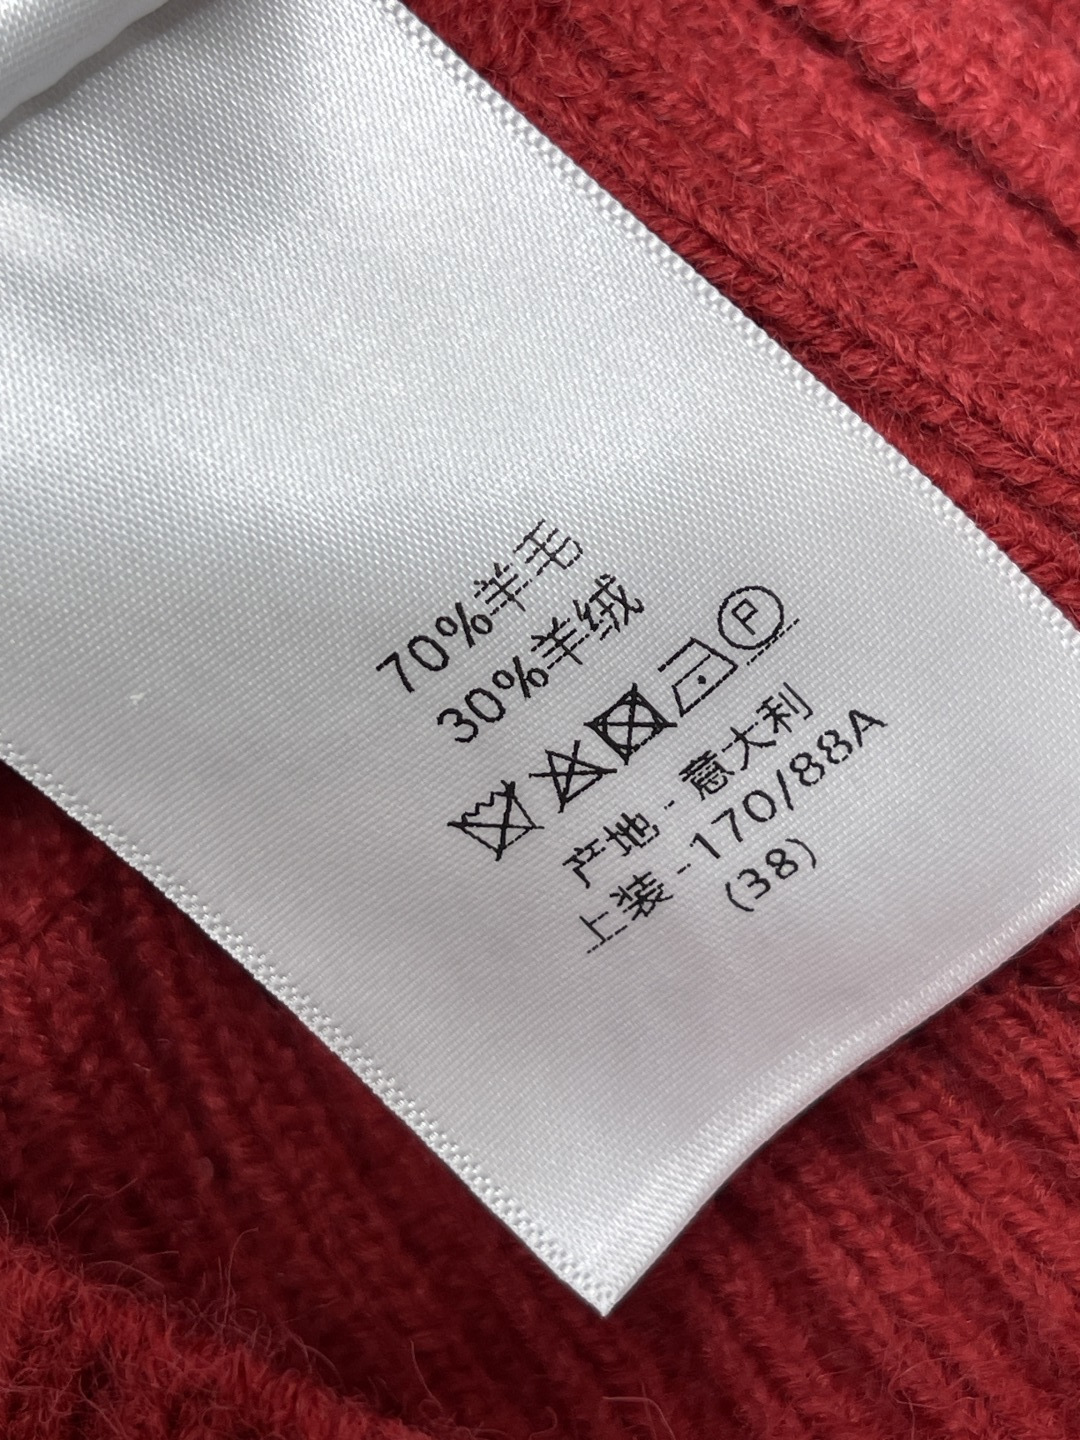 70%羊毛
30%羊绒
P
产地 - 意大利
上装 - 170/88A
(38)